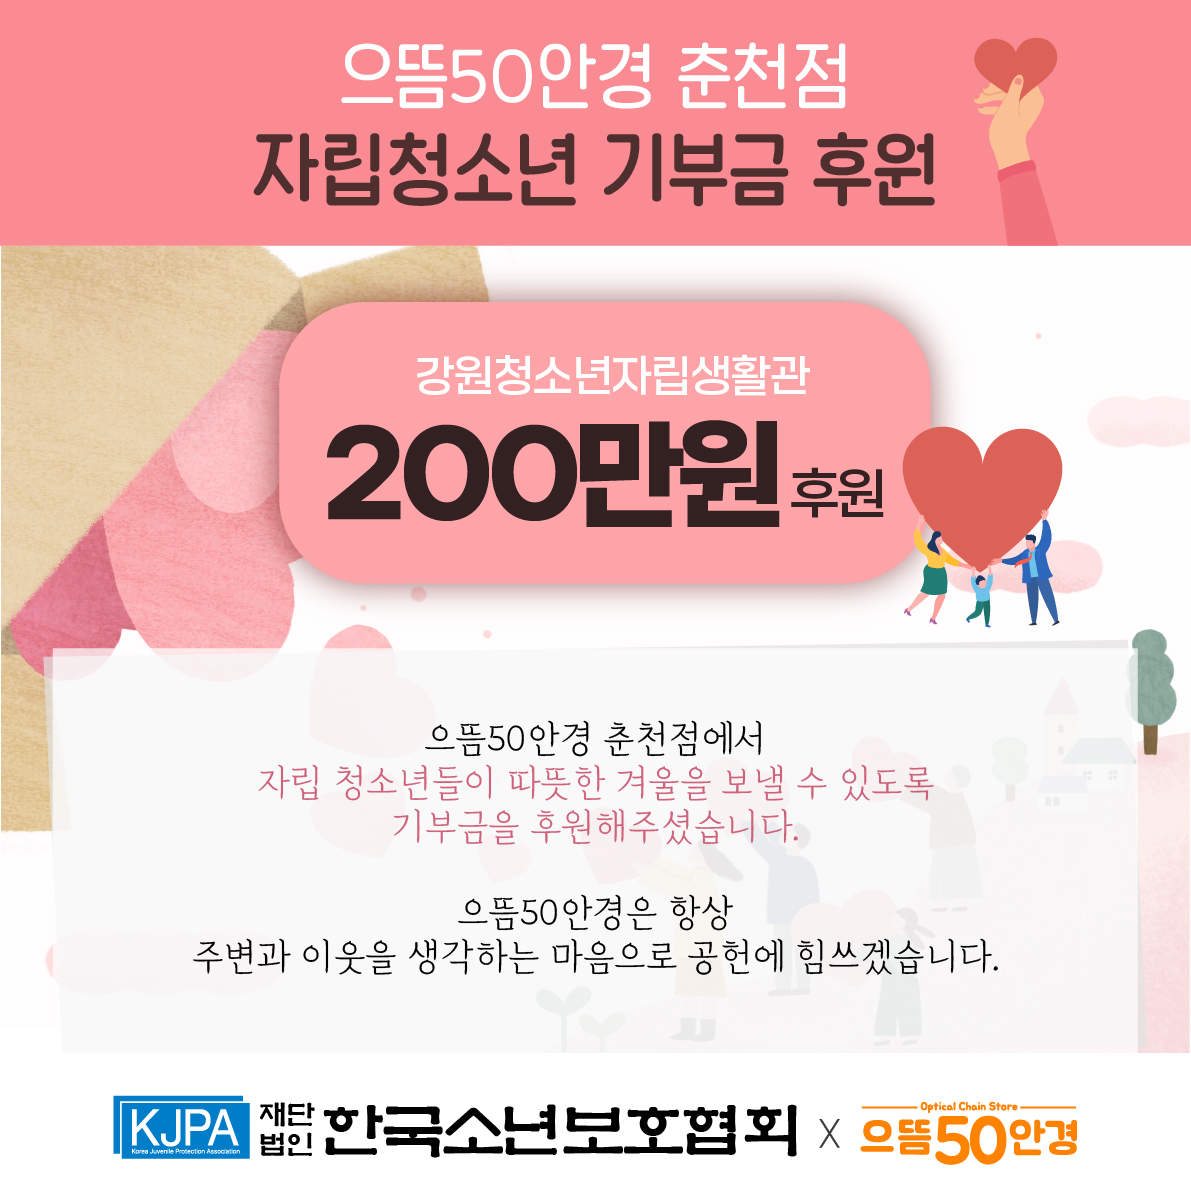 으뜸50안경 춘천점
자립청소년 기부금 후원
강원청소년자립생활관
200만원 후원
으뜸50안경 춘천점에서
자립 청소년들이 따뜻한 겨울을 보낼 수 있도록
기부금을 후원해주셨습니다.
으뜸50안경은 항상
주변과 이웃을 생각하는 마음으로 공헌에 힘쓰겠습니다.
KJPA
Korea Juvenile Protection Association
재단
법인
한국소년보호협회
X
Optical Chain Store
으뜸50안경